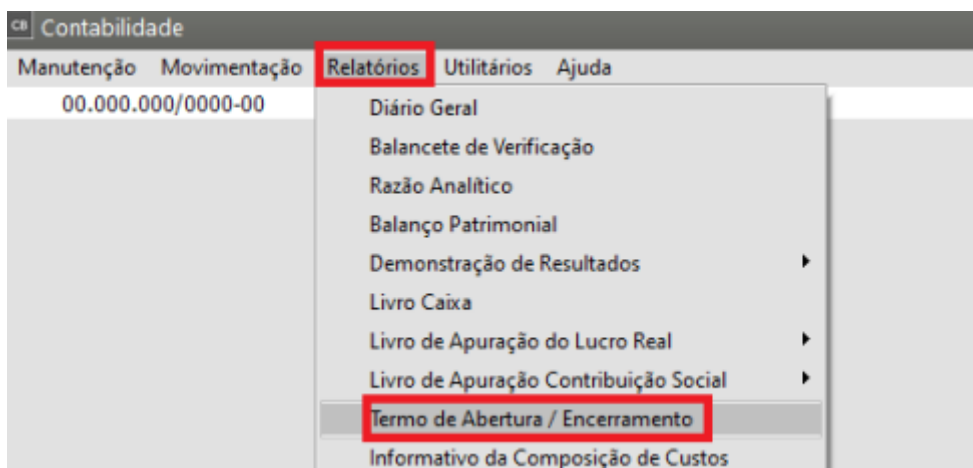 CB Contabilidade
Manutenção Movimentação Relatórios Utilitários Ajuda
00.000.000/0000-00
Diário Geral
Balancete de Verificação
Razão Analítico
Balanço Patrimonial
Demonstração de Resultados
Livro Caixa
Livro de Apuração do Lucro Real
Livro de Apuração Contribuição Social
Termo de Abertura / Encerramento
Informativo da Composição de Custos